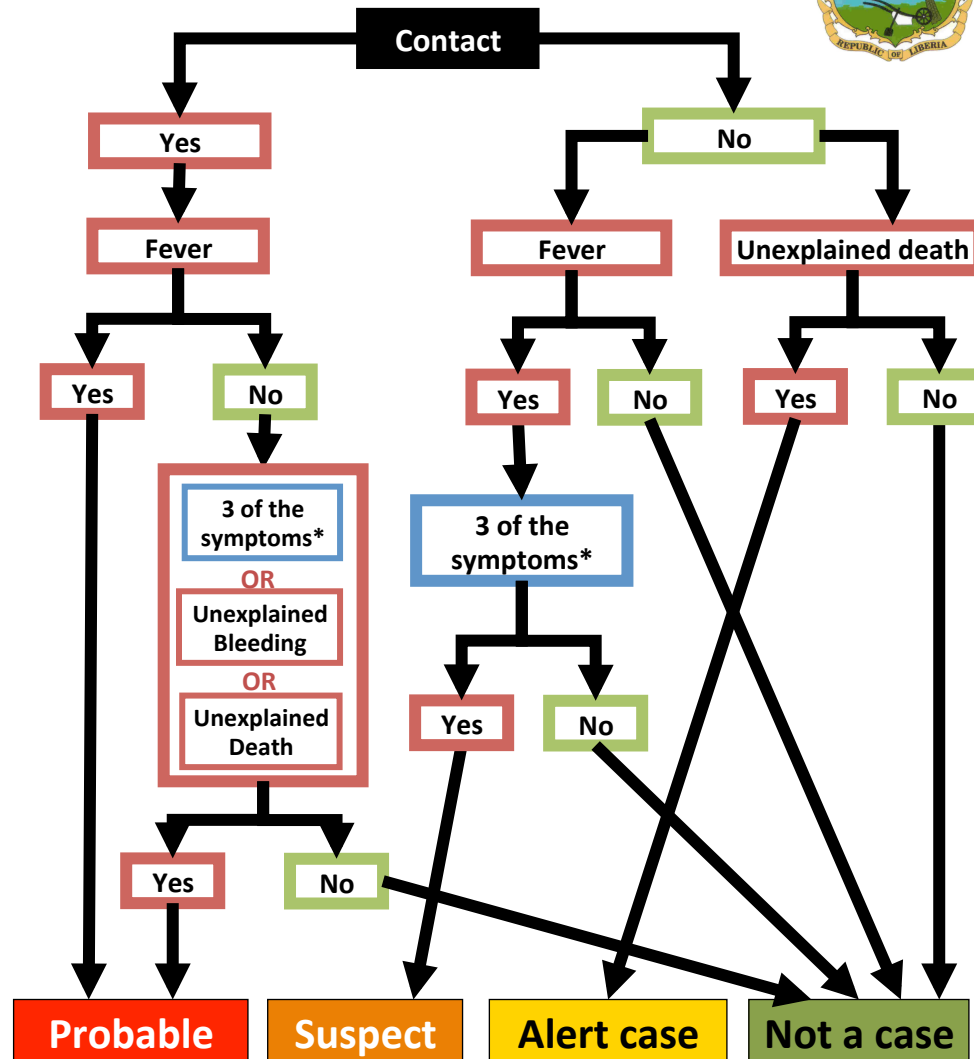 Contact
REPUBLIC OF LIBERIA
Yes
No
Fever
Fever
Unexplained death
Yes
No
Yes
No
Yes
No
3 of the
symptoms*
OR
Unexplained
Bleeding
OR
Unexplained
Death
3 of the
symptoms*
Yes
No
Yes
No
Probable
Suspect
Alert case
Not a case